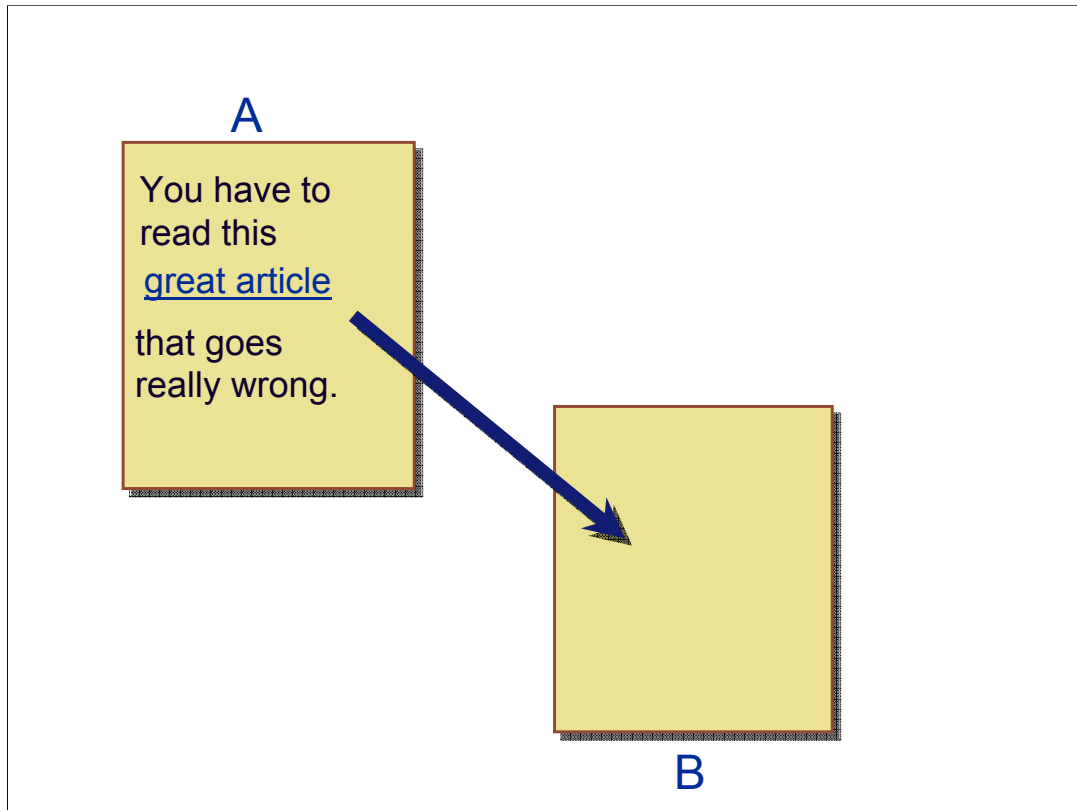 A
You have to
read this
great article
that goes
really wrong.
B